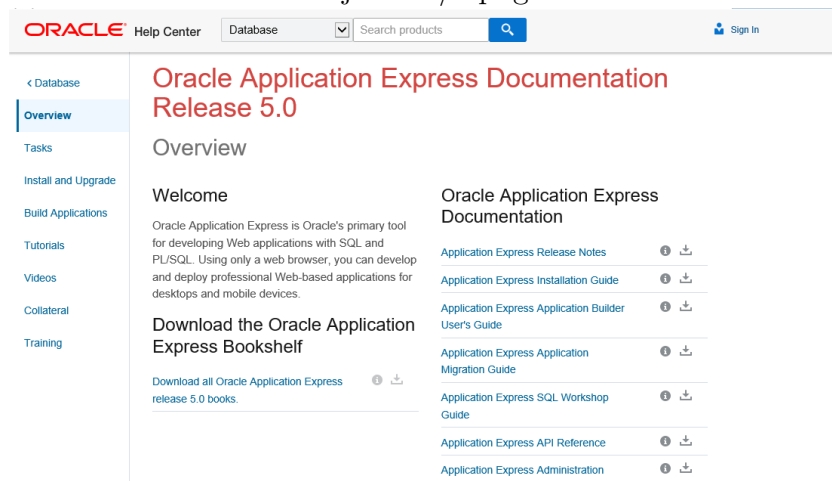 ORACLE Help Center Database Search products Sign In
< Database
Overview
Tasks
Install and Upgrade
Build Applications
Tutorials
Videos
Collateral
Training
Oracle Application Express Documentation
Release 5.0
Overview
Welcome
Oracle Application Express is Oracle's primary tool
for developing Web applications with SQL and
PL/SQL. Using only a web browser, you can develop
and deploy professional Web-based applications for
desktops and mobile devices.
Download the Oracle Application
Express Bookshelf
Download all Oracle Application Express
release 5.0 books.
Oracle Application Express
Documentation
Application Express Release Notes
Application Express Installation Guide
Application Express Application Builder
User's Guide
Application Express Application
Migration Guide
Application Express SQL Workshop
Guide
Application Express API Reference
Application Express Administration